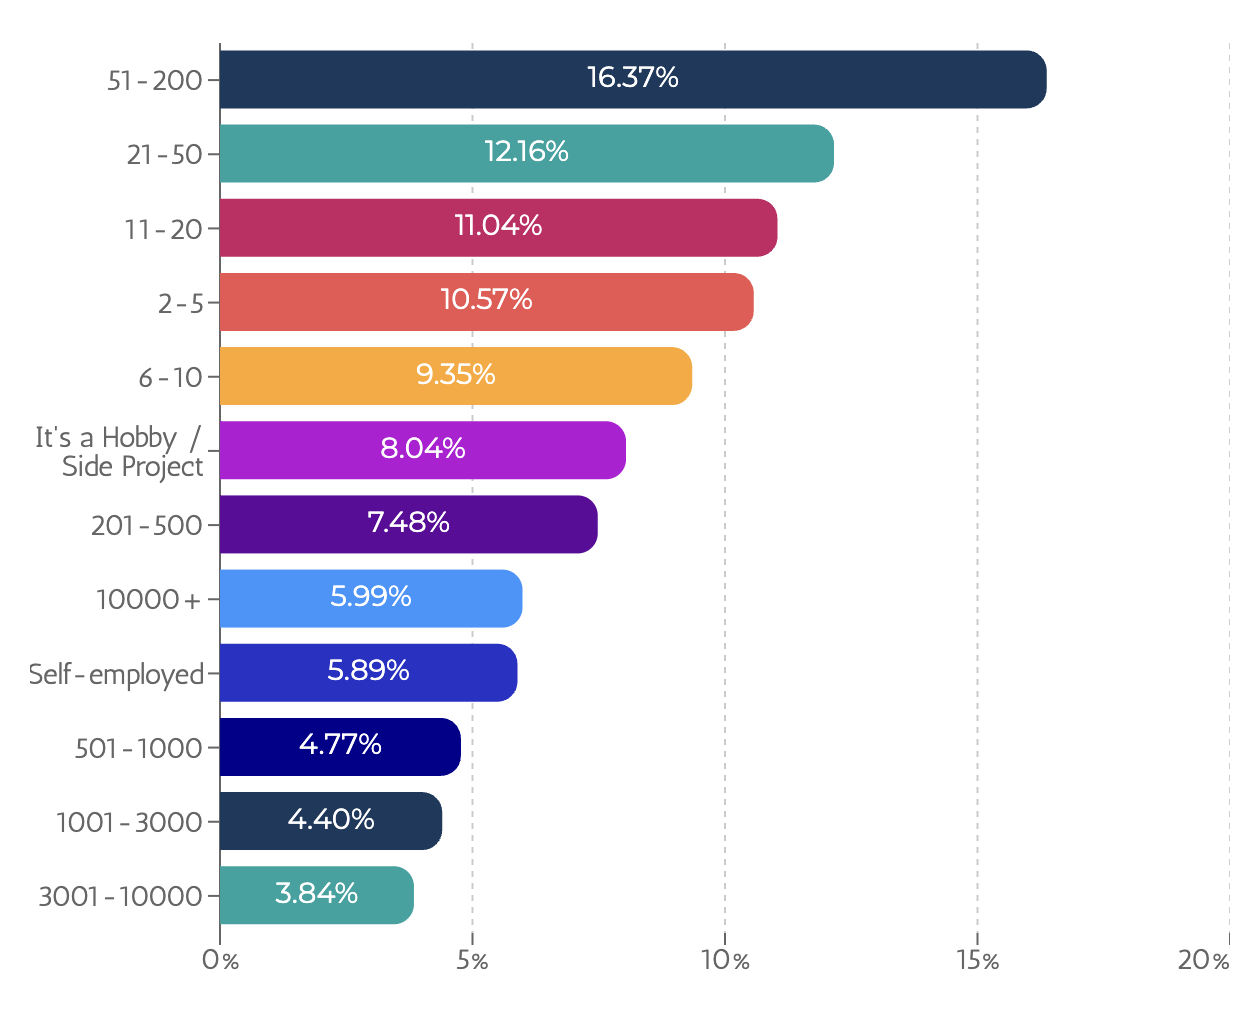 51-200 16.37%
21-50 12.16%
11-20 11.04%
2-5 10.57%
6-10 9.35%
It's a Hobby /
Side Project 8.04%
201-500 7.48%
10000+ 5.99%
Self-employed 5.89%
501-1000 4.77%
1001-3000 4.40%
3001-10000 3.84%
0% 5% 10% 15% 20%